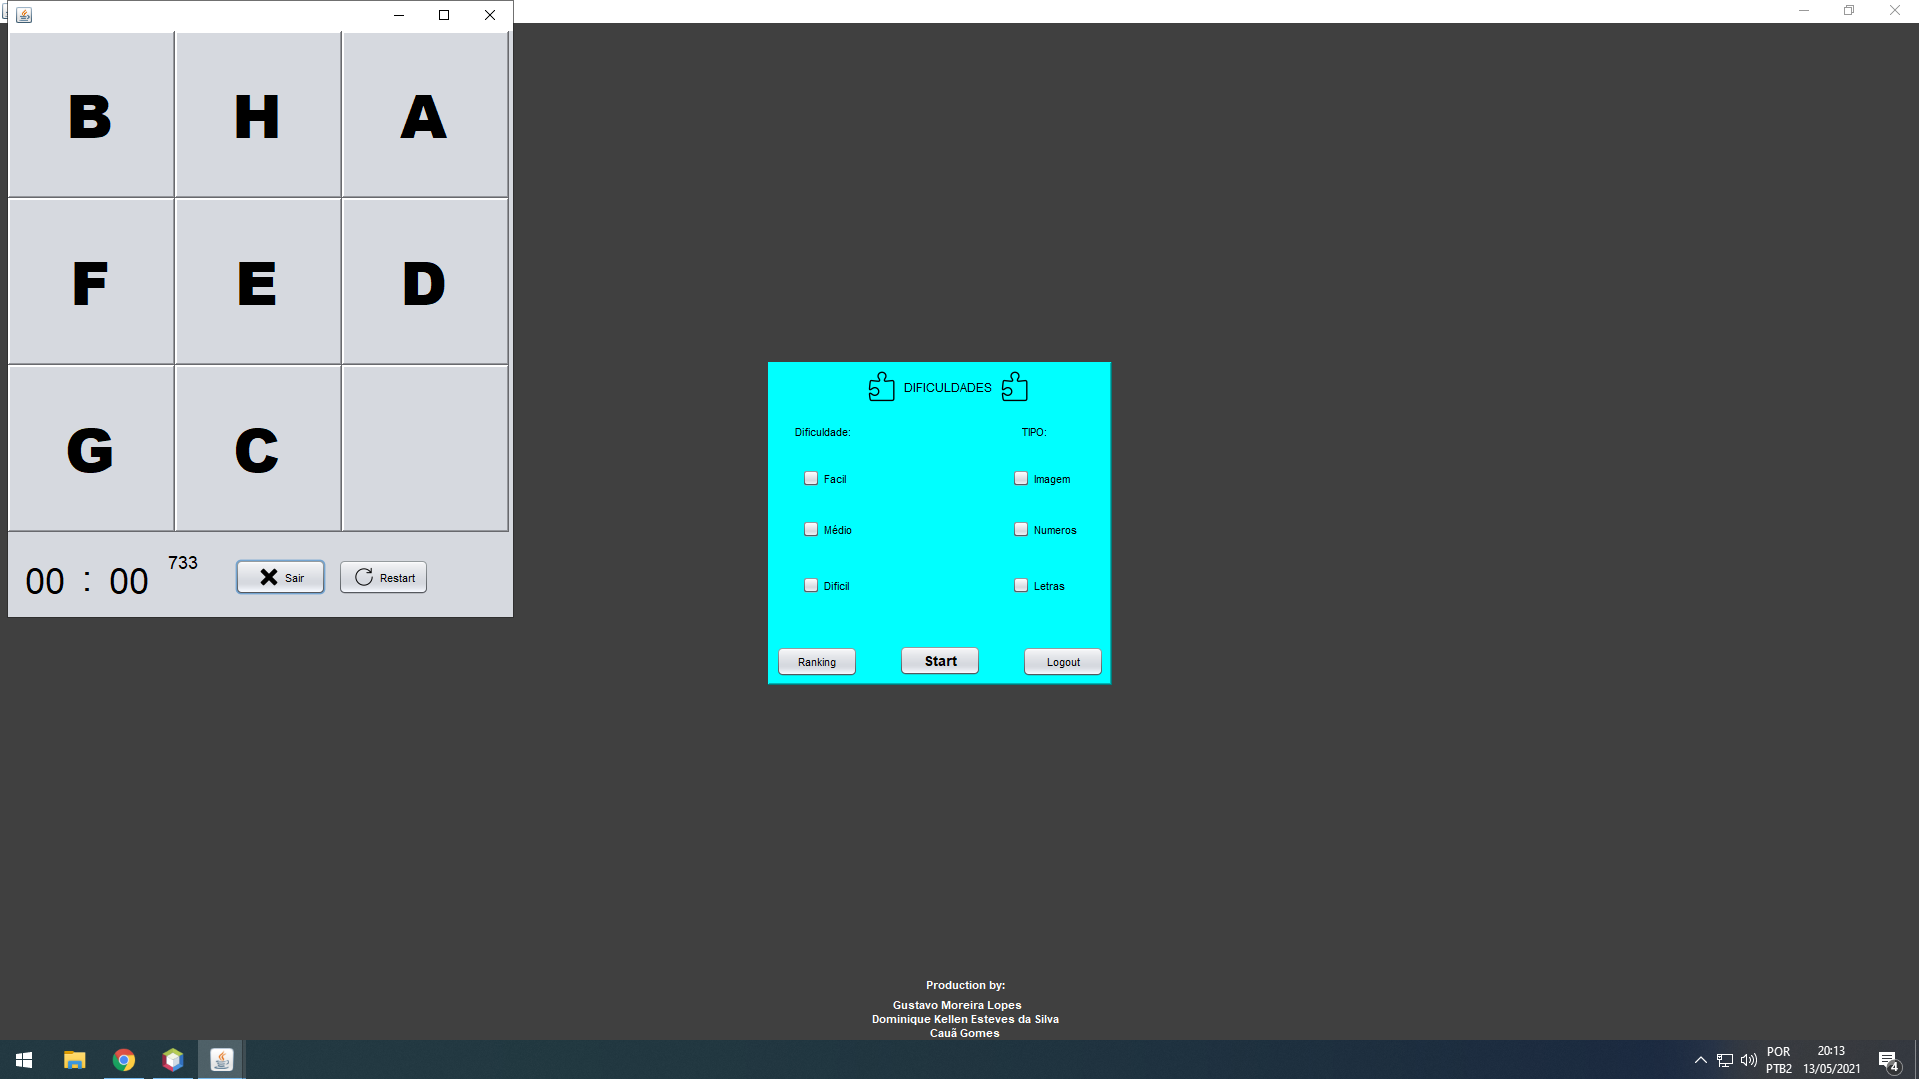 B H A
F E D
G C
00 : 00 733 Sair Restart
DIFICULDADES
Dificuldade: TIPO:
Facil Imagem
Médio Numeros
Dificil Letras
Ranking Start Logout
Production by:
Gustavo Moreira Lopes
Dominique Kellen Esteves da Silva
Cauã Gomes
POR 20:13
PTB2 13/05/2021 4